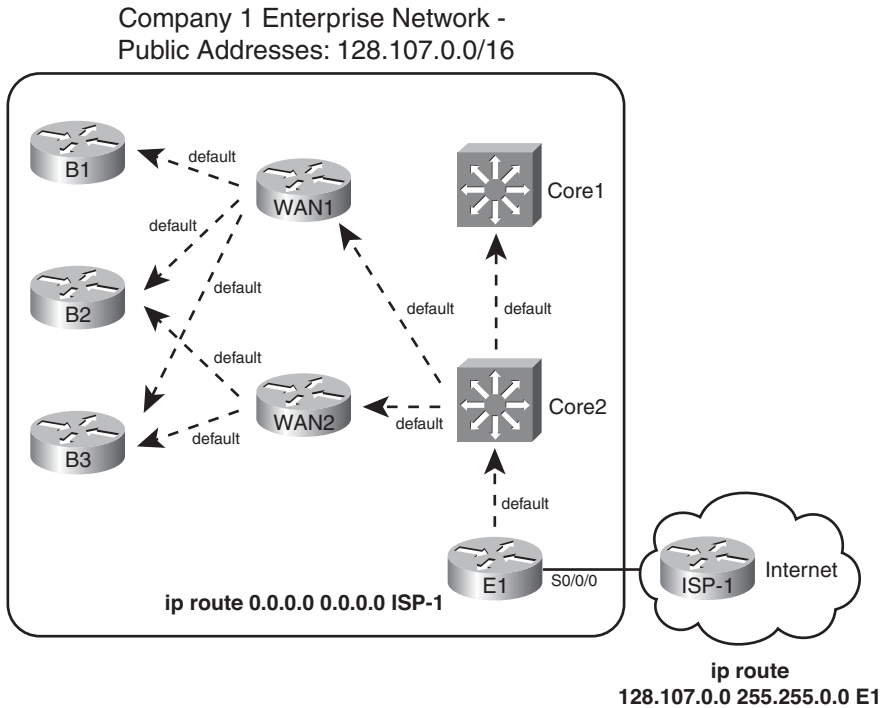 Company 1 Enterprise Network -
Public Addresses: 128.107.0.0/16
B1
default
WAN1
Core1
default
B2
default
default
default
default
WAN2
default
Core2
B3
default
default
E1
S0/0/0
ISP-1
Internet
ip route 0.0.0.0 0.0.0.0 ISP-1
ip route
128.107.0.0 255.255.0.0 E1